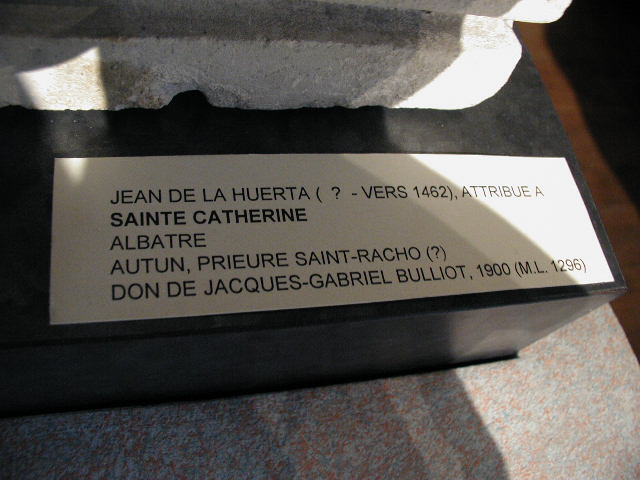 JEAN DE LA HUERTA ( ? - VERS 1462), ATTRIBUE A
SAINTE CATHERINE
ALBATRE
AUTUN, PRIEURE SAINT-RACHO (?)
DON DE JACQUES-GABRIEL BULLIOT, 1900 (M.L. 1296)